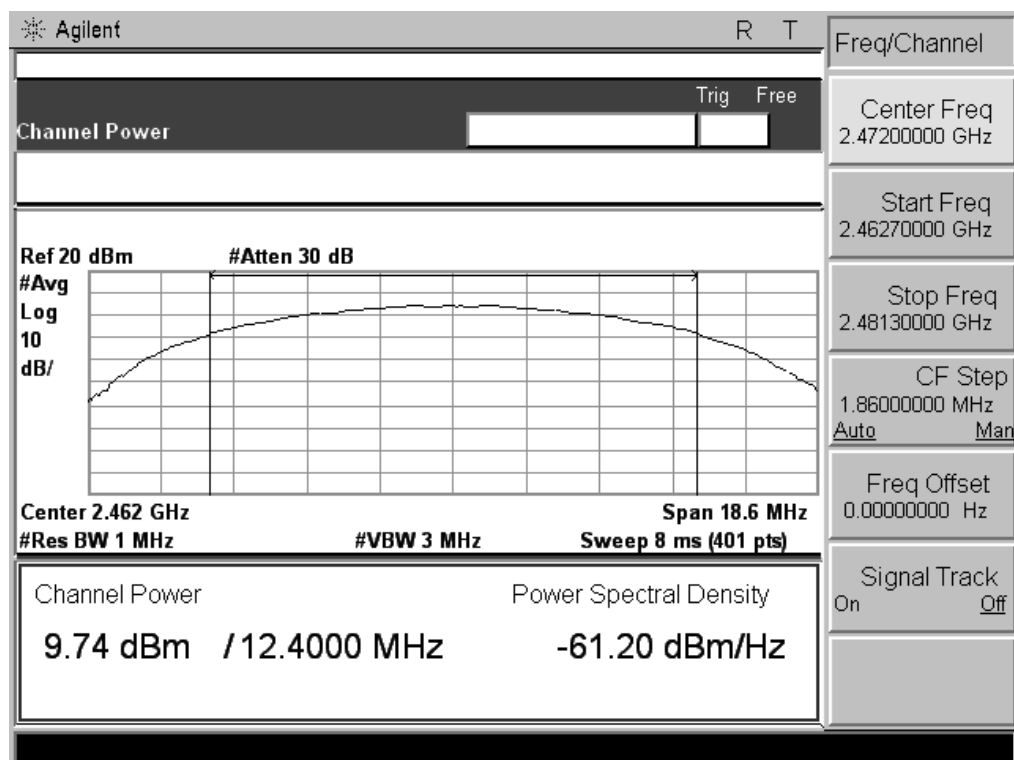 Agilent
R T
Freq/Channel
Trig Free
Channel Power
Center Freq
2.47200000 GHz
Start Freq
2.46270000 GHz
Stop Freq
2.48130000 GHz
CF Step
1.86000000 MHz
Auto Man
Freq Offset
0.00000000 Hz
Signal Track
On Off
Ref 20 dBm #Atten 30 dB
#Avg
Log
10
dB/
Center 2.462 GHz Span 18.6 MHz
#Res BW 1 MHz #VBW 3 MHz Sweep 8 ms (401 pts)
Channel Power Power Spectral Density
9.74 dBm / 12.4000 MHz -61.20 dBm/Hz